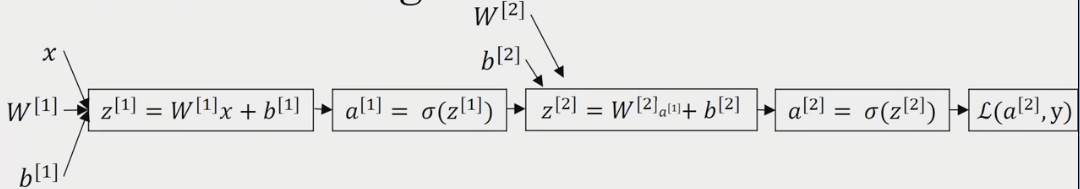 W[2]
b[2]
x
W[1]
z[1] = W[1]x + b[1]
a[1] = σ(z[1])
z[2] = W[2]a[1]+ b[2]
a[2] = σ(z[2])
ℒ(a[2],y)
b[1]